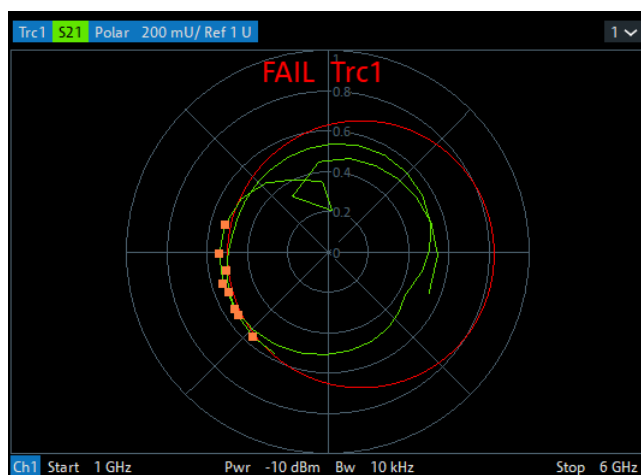 Trc1 S21 Polar 200 mU/ Ref 1 U 1
FAIL Trc1
1
0.8
0.6
0.4
0.2
0
Ch1 Start 1 GHz Pwr -10 dBm Bw 10 kHz Stop 6 GHz